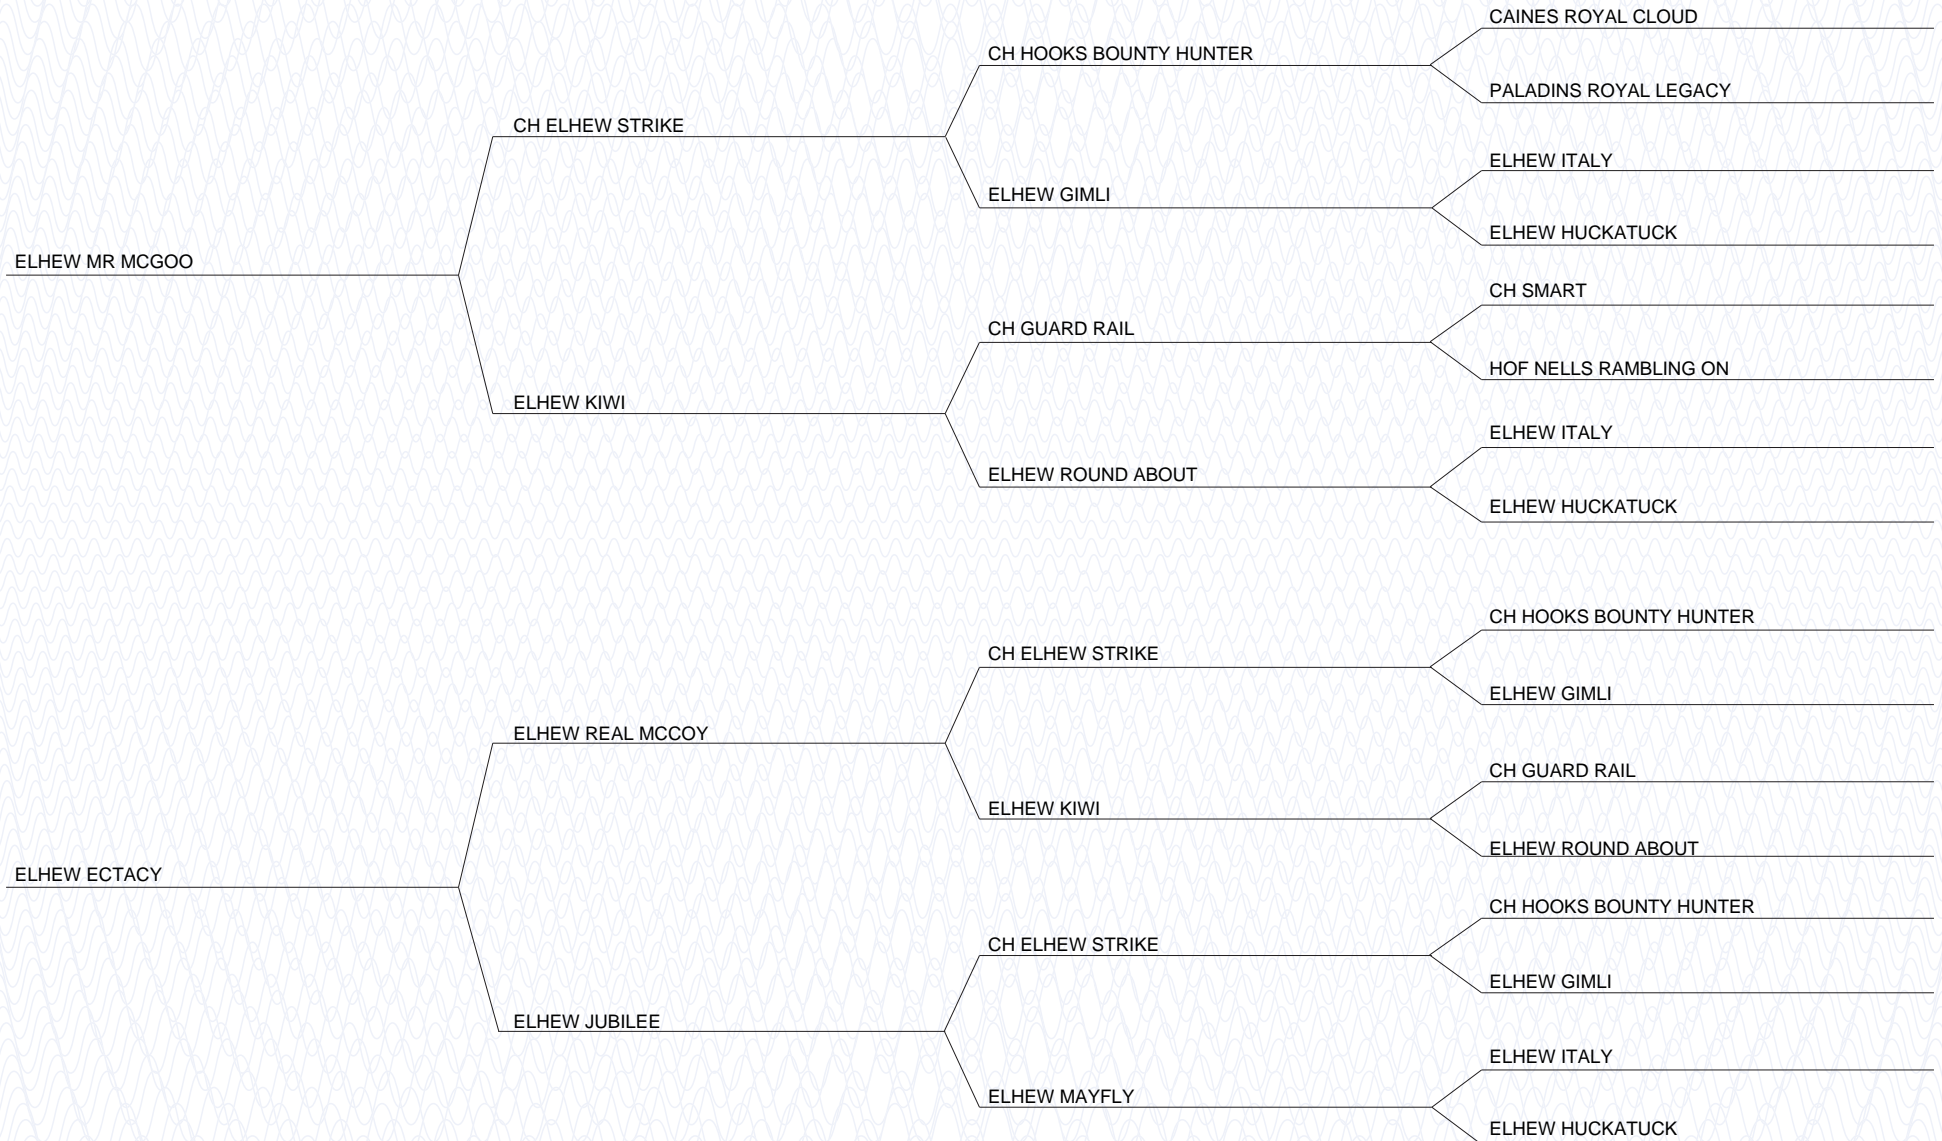 CAINES ROYAL CLOUD
CH HOOKS BOUNTY HUNTER
PALADINS ROYAL LEGACY
CH ELHEW STRIKE
ELHEW ITALY
ELHEW GIMLI
ELHEW HUCKATUCK
ELHEW MR MCGOO
CH SMART
CH GUARD RAIL
HOF NELLS RAMBLING ON
ELHEW KIWI
ELHEW ITALY
ELHEW ROUND ABOUT
ELHEW HUCKATUCK
CH HOOKS BOUNTY HUNTER
CH ELHEW STRIKE
ELHEW GIMLI
ELHEW REAL MCCOY
CH GUARD RAIL
ELHEW KIWI
ELHEW ROUND ABOUT
ELHEW ECTACY
CH HOOKS BOUNTY HUNTER
CH ELHEW STRIKE
ELHEW GIMLI
ELHEW JUBILEE
ELHEW ITALY
ELHEW MAYFLY
ELHEW HUCKATUCK